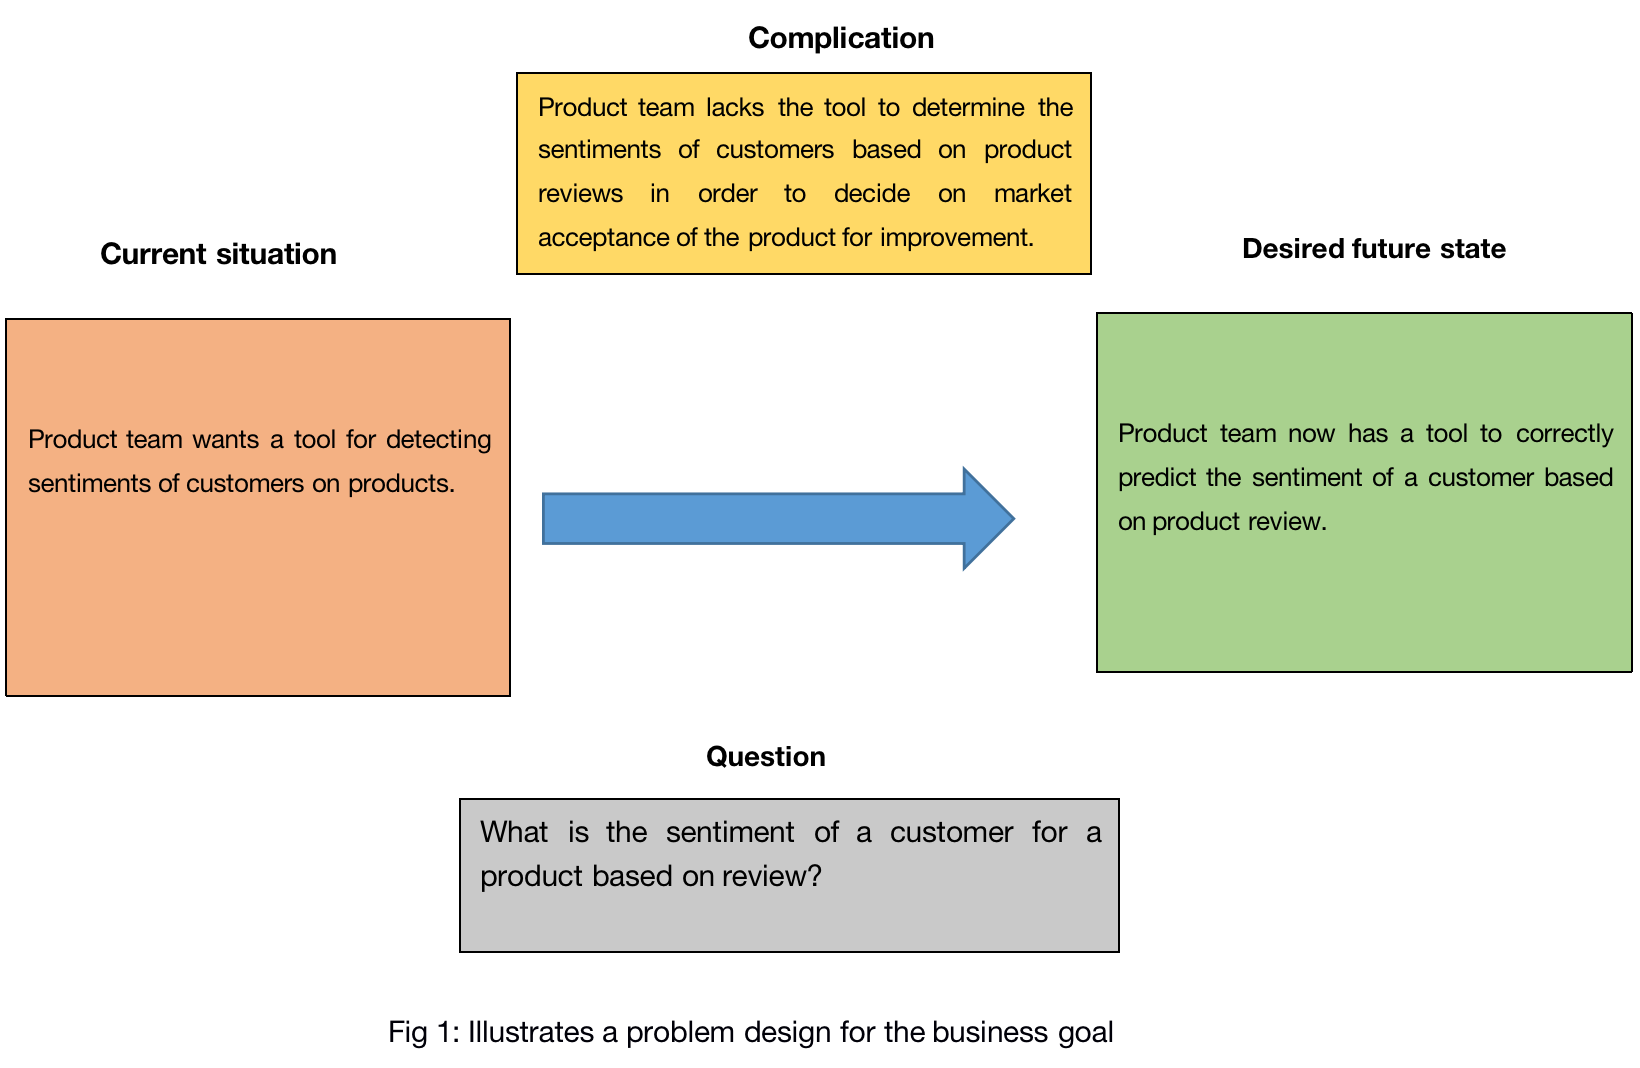 Complication
Product team lacks the tool to determine the
sentiments of customers based on product
reviews in order to decide on market
acceptance of the product for improvement.
Current situation
Product team wants a tool for detecting
sentiments of customers on products.
Desired future state
Product team now has a tool to correctly
predict the sentiment of a customer based
on product review.
Question
What is the sentiment of a customer for a
product based on review?
Fig 1: Illustrates a problem design for the business goal